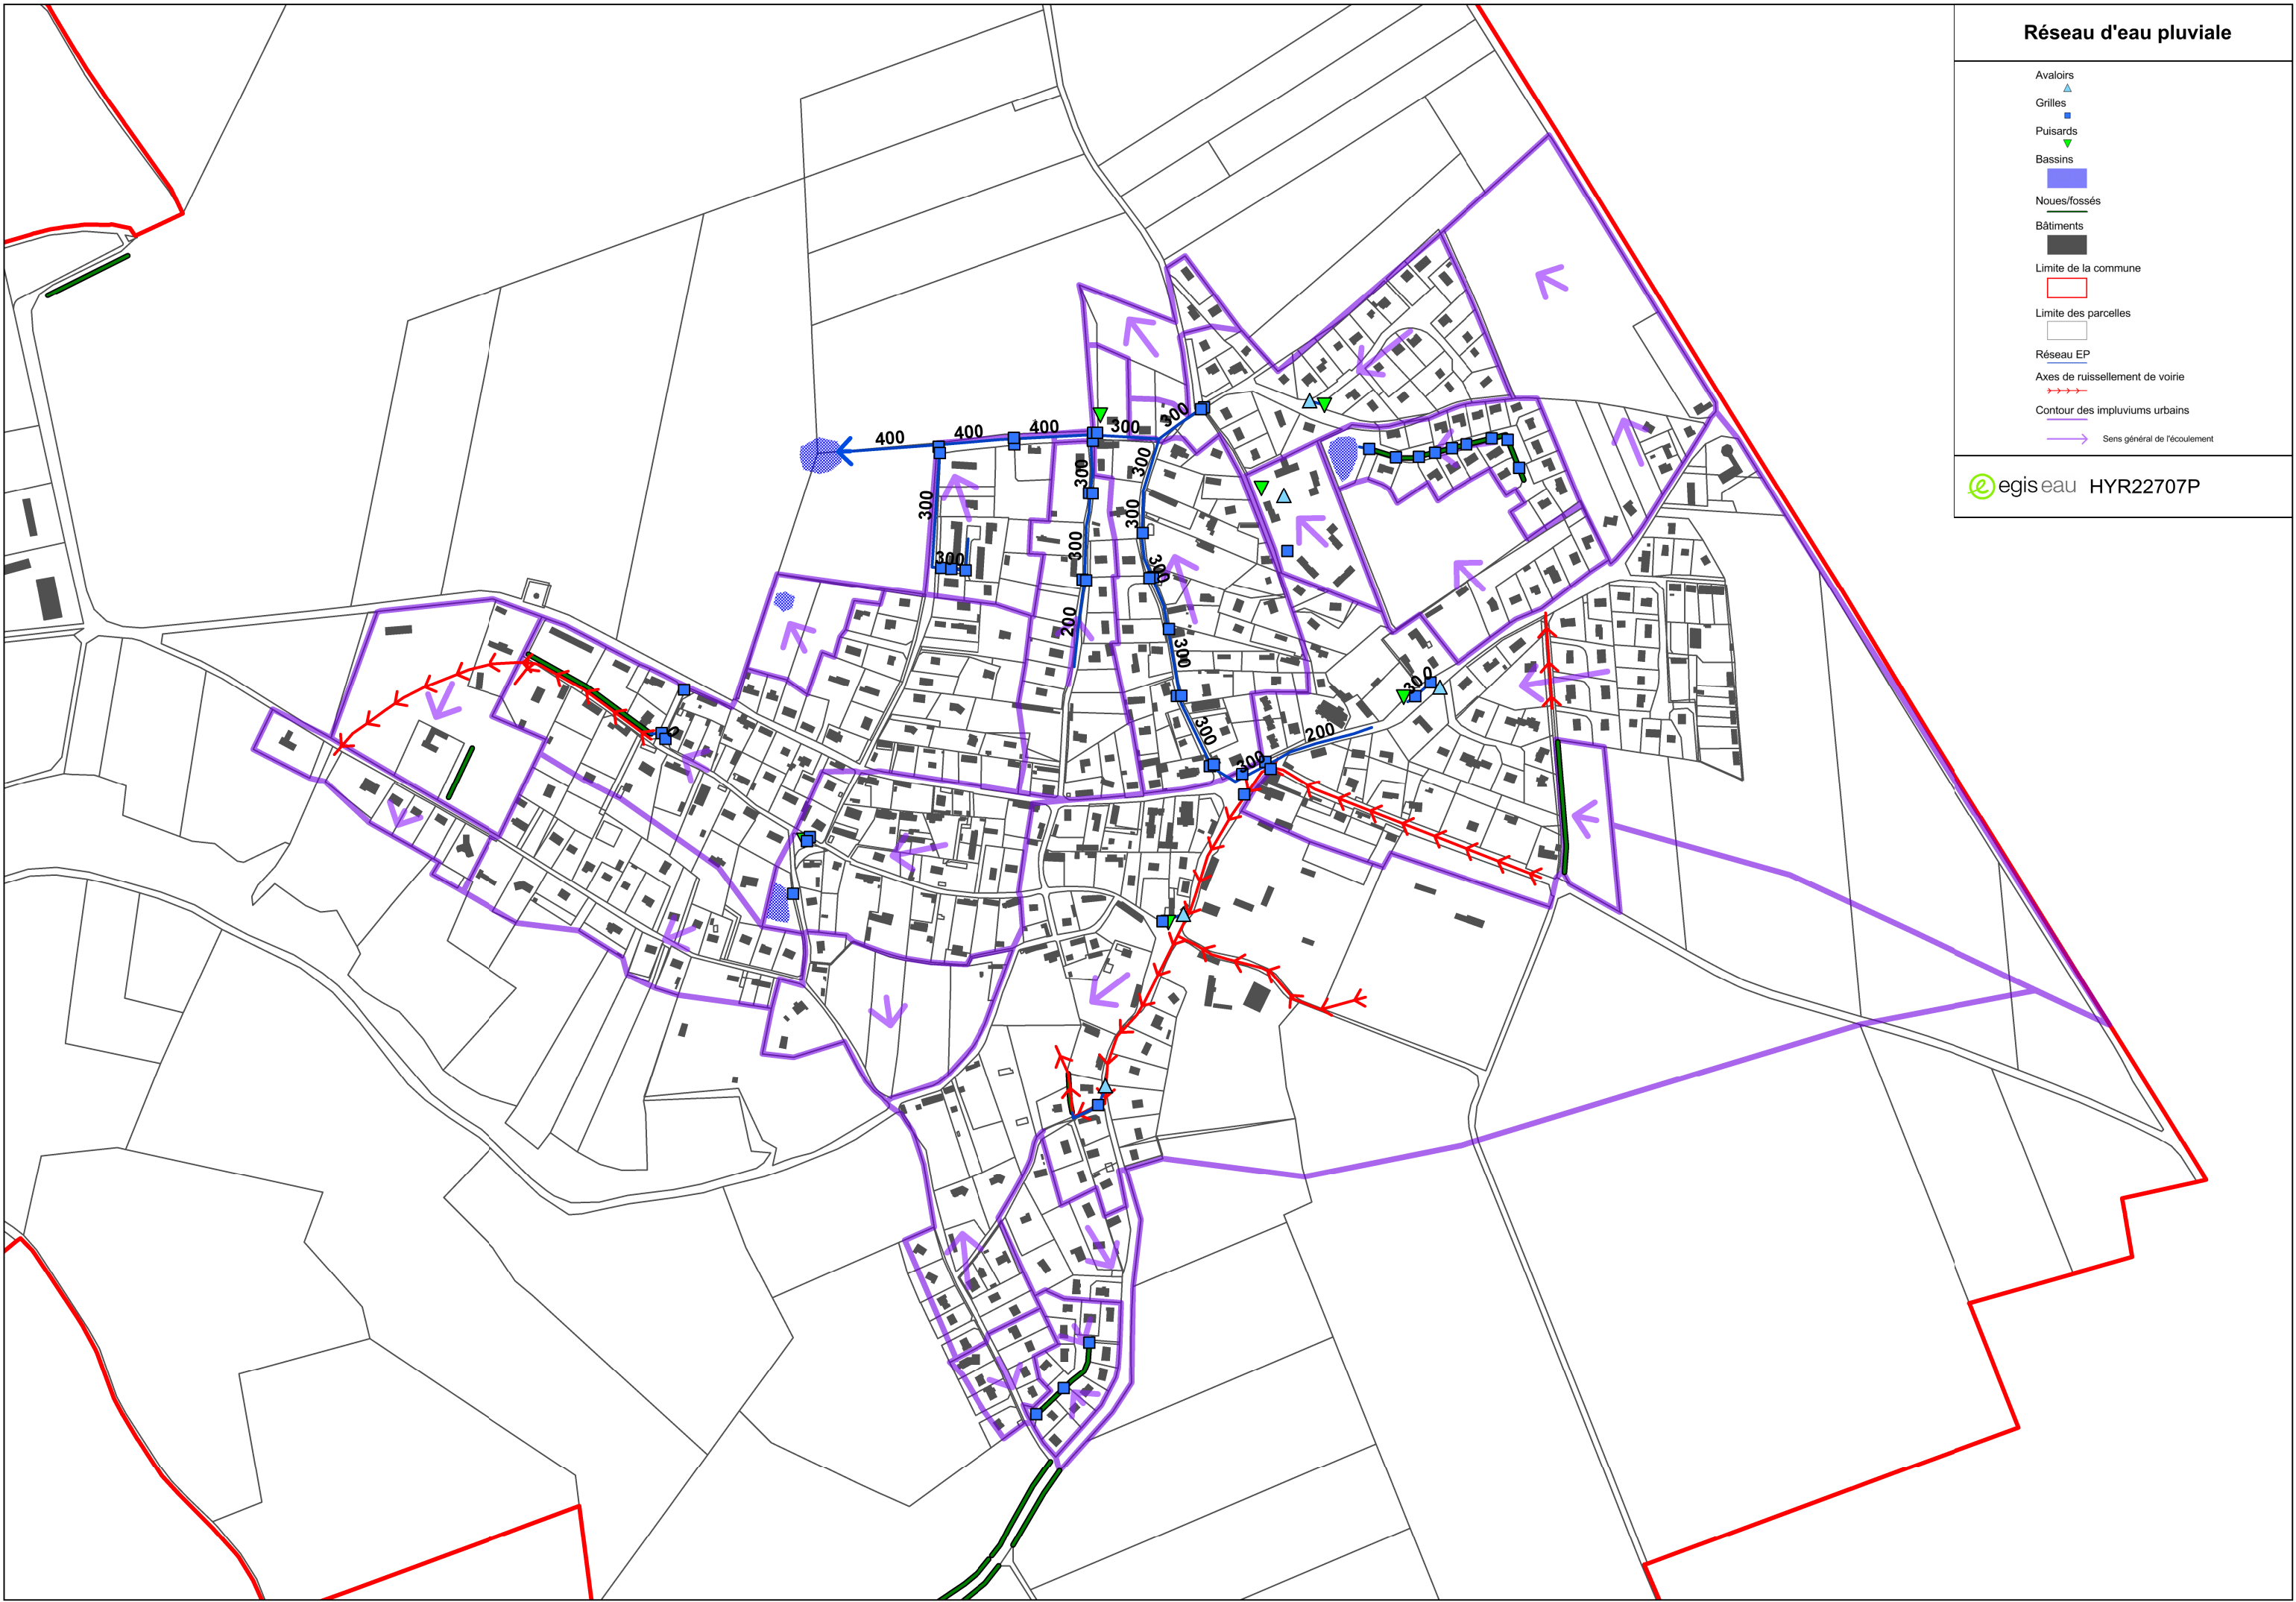 Réseau d'eau pluviale
Avaloirs
Grilles
Puisards
Bassins
Noues/fossés
Bâtiments
Limite de la commune
Limite des parcelles
Réseau EP
Axes de ruissellement de voirie
Contour des impluviums urbains
Sens général de l'écoulement
egis eau HYR22707P
300
400
400
400
300
300
300
300
300
300
300
300
200
300
300
300
200
300